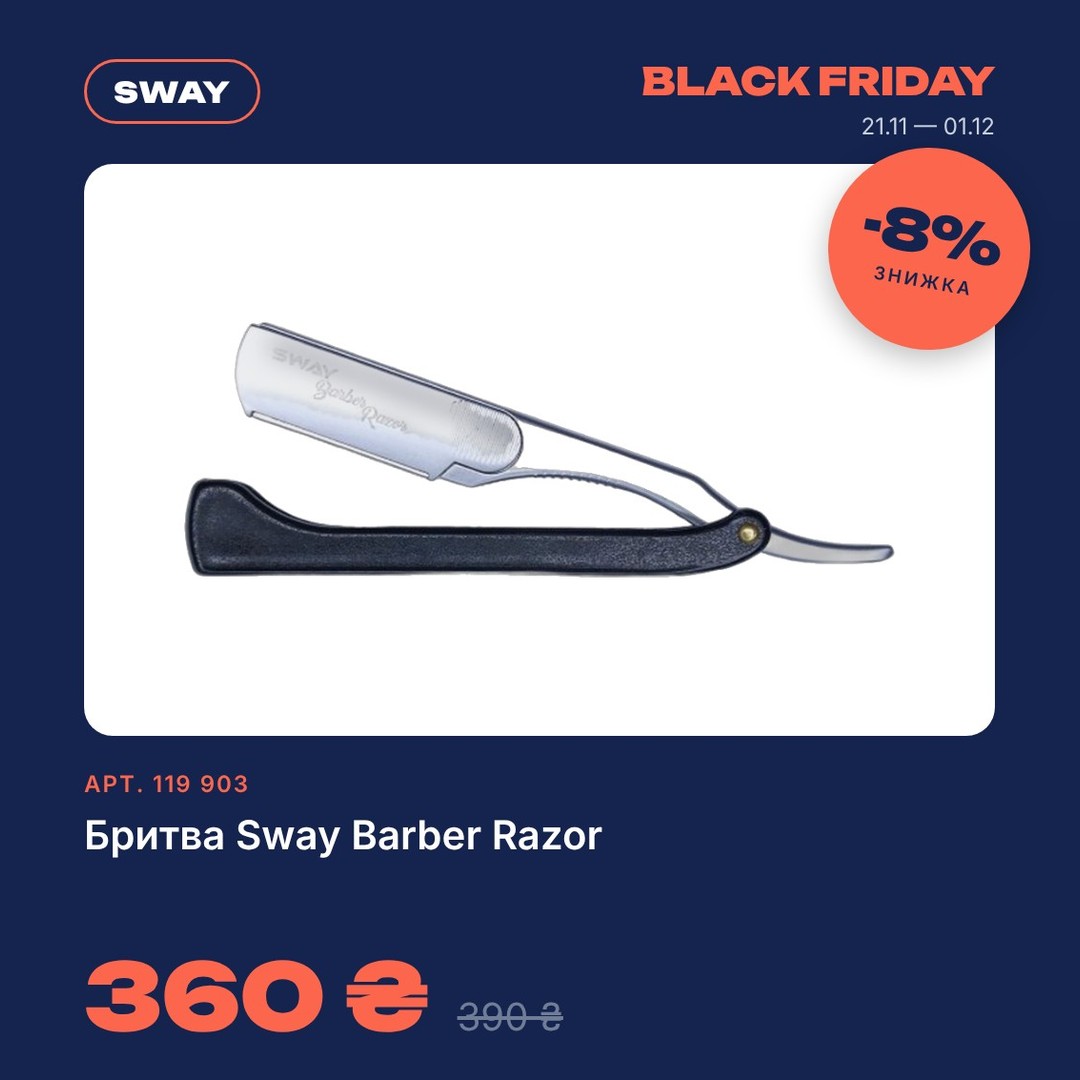 SWAY
BLACK FRIDAY
21.11 — 01.12
-8%
ЗНИЖКА
SWAY
Barber
Razor
АРТ. 119 903
Бритва Sway Barber Razor
360 ₴
390 ₴